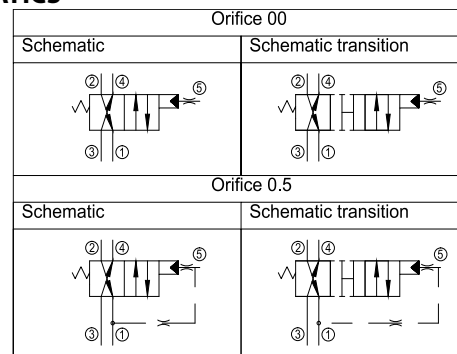 Orifice 00
Schematic Schematic transition
② ④ ⑤ ② ④ ⑤
③ ① ③ ①
Orifice 0.5
Schematic Schematic transition
② ④ ⑤ ② ④ ⑤
③ ① ③ ①